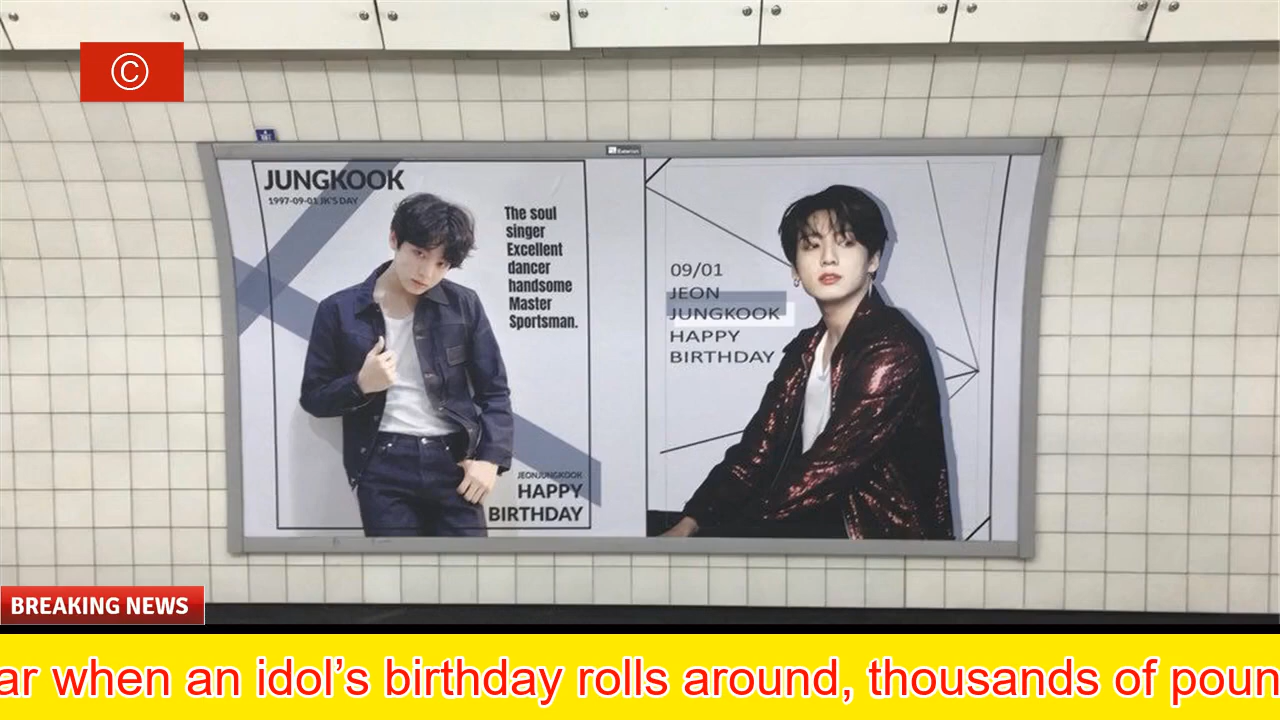 ©
JUNGKOOK
1997-09-01 JK'S DAY
The soul
singer
Excellent
dancer
handsome
Master
Sportsman.
JEONJUNGKOOK
HAPPY
BIRTHDAY
09/01
JEON
JUNGKOOK
HAPPY
BIRTHDAY
BREAKING NEWS
ar when an idol’s birthday rolls around, thousands of poun